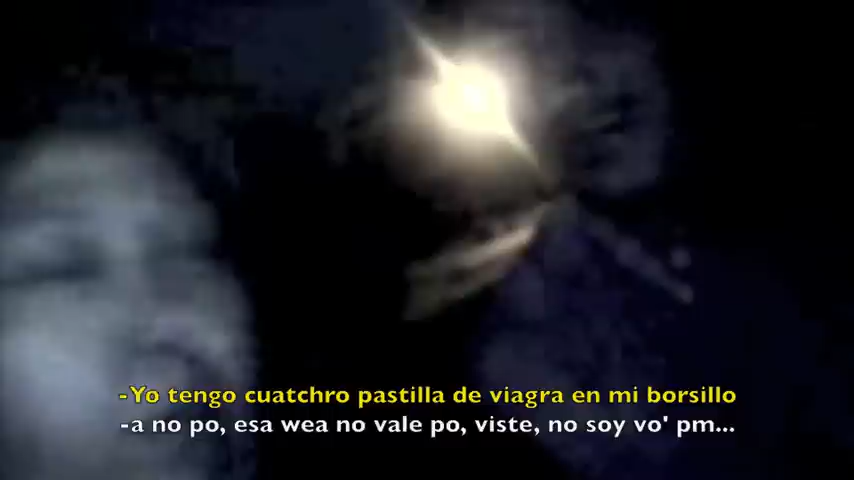 -Yo tengo cuatchro pastilla de viagra en mi borsillo
-a no po, esa wea no vale po, viste, no soy vo' pm...